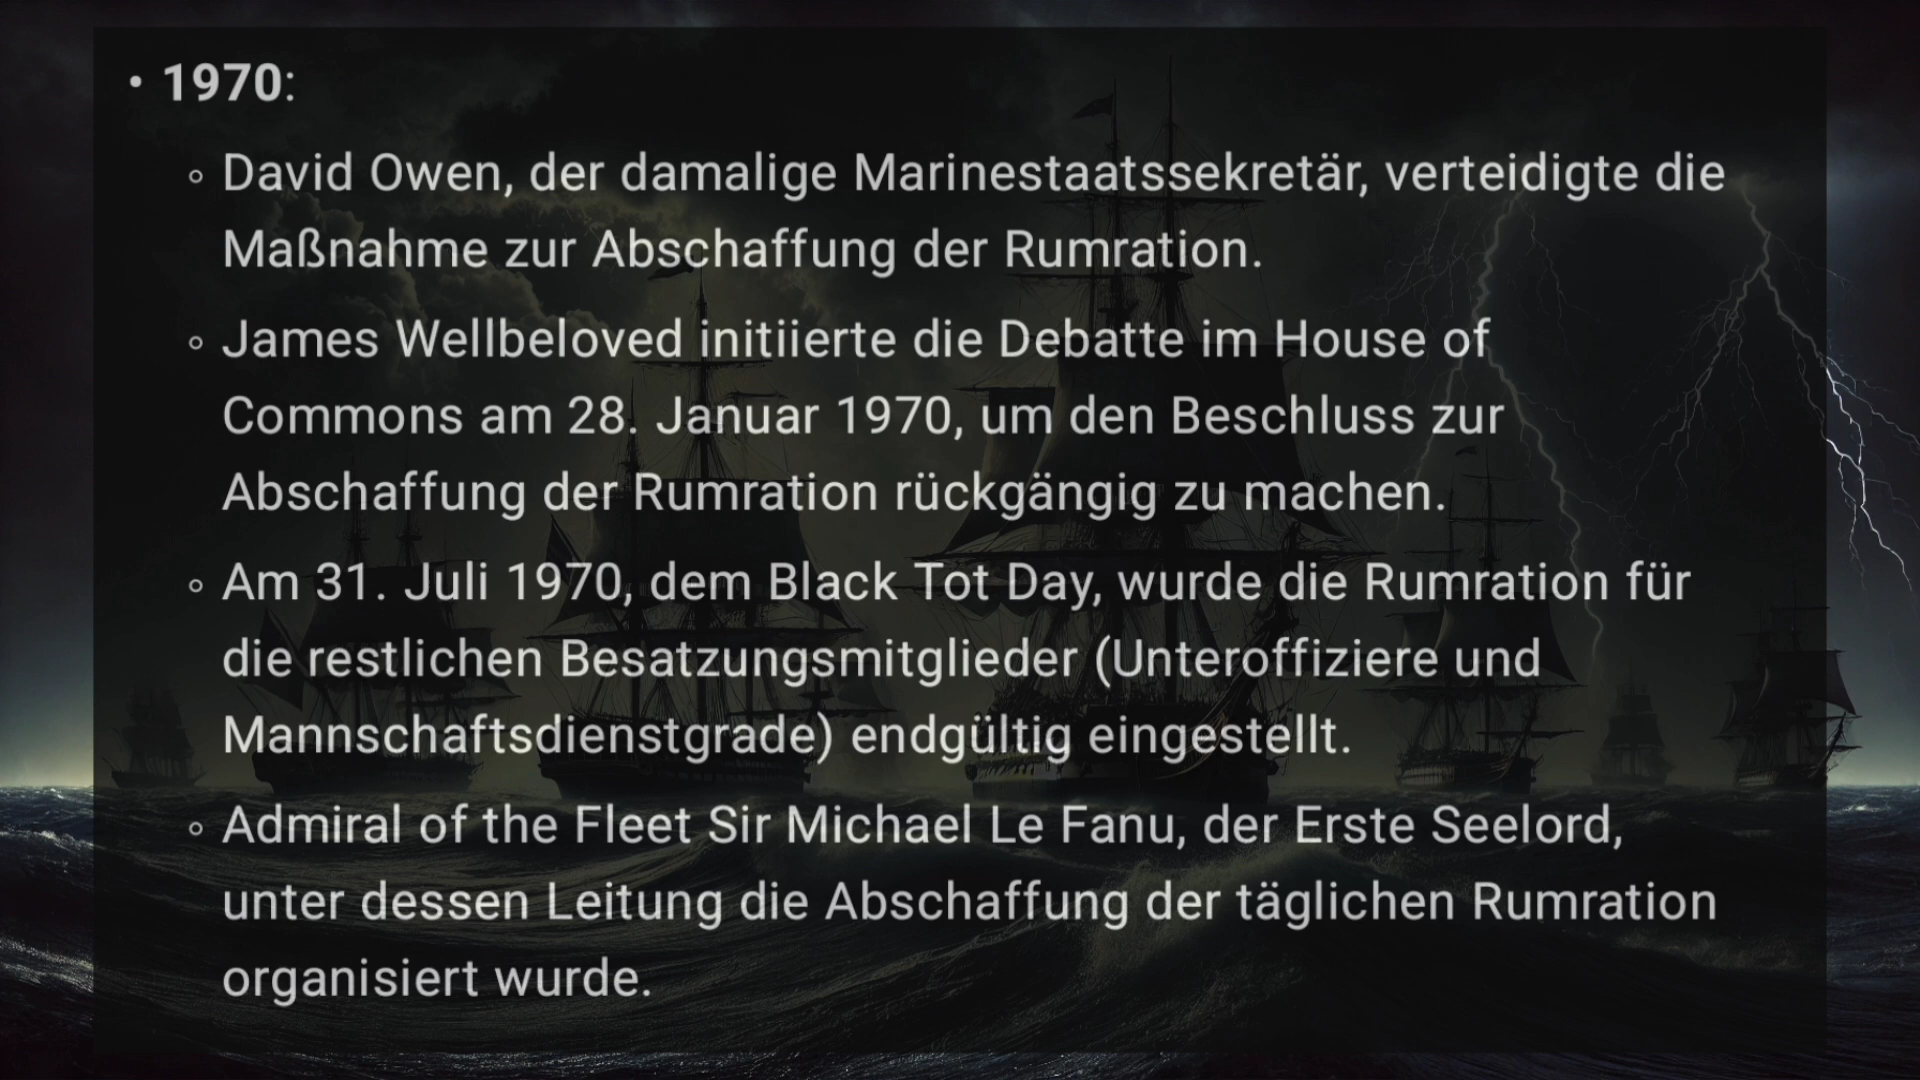 • 1970:
◦ David Owen, der damalige Marinestaatssekretär, verteidigte die
Maßnahme zur Abschaffung der Rumration.
◦ James Wellbeloved initiierte die Debatte im House of
Commons am 28. Januar 1970, um den Beschluss zur
Abschaffung der Rumration rückgängig zu machen.
◦ Am 31. Juli 1970, dem Black Tot Day, wurde die Rumration für
die restlichen Besatzungsmitglieder (Unteroffiziere und
Mannschaftsdienstgrade) endgültig eingestellt.
◦ Admiral of the Fleet Sir Michael Le Fanu, der Erste Seelord,
unter dessen Leitung die Abschaffung der täglichen Rumration
organisiert wurde.